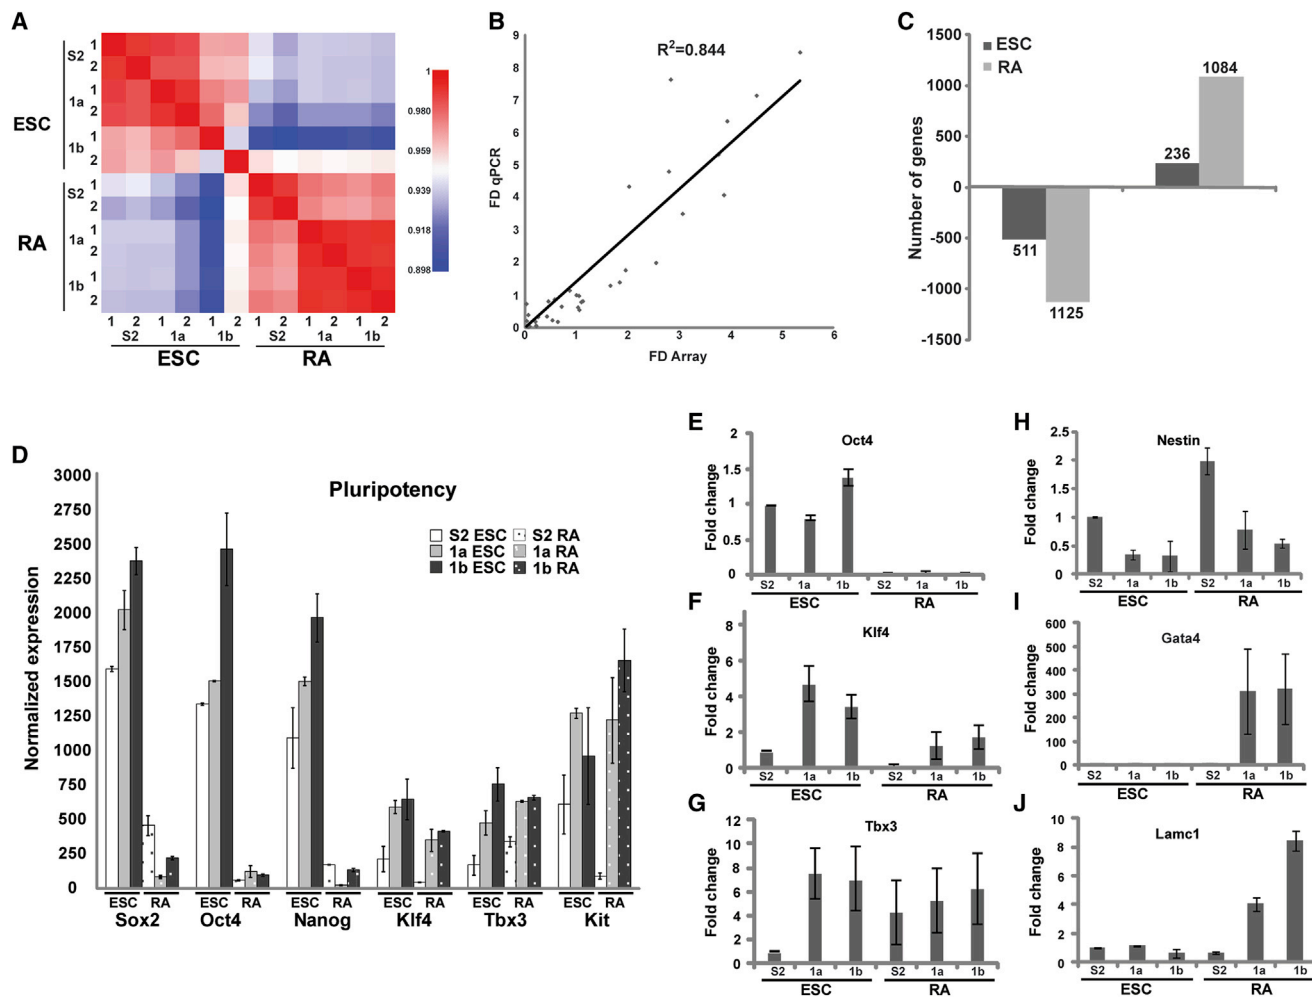 A
ESC
RA
S2
1a
1b
S2
1a
1b
1
2
1
2
1
2
1
2
1
2
1
2
1
0.980
0.959
0.939
0.918
0.898
1 2 1 2 1 2 1 2 1 2 1 2
S2 1a 1b S2 1a 1b
ESC RA
B
R²=0.844
FD qPCR
9
8
7
6
5
4
3
2
1
0
0 1 2 3 4 5 6
FD Array
C
ESC
RA
Number of genes
1500
1000
500
0
-500
-1000
-1500
511
1125
236
1084
D
Pluripotency
S2 ESC S2 RA
1a ESC 1a RA
1b ESC 1b RA
Normalized expression
3000
2750
2500
2250
2000
1750
1500
1250
1000
750
500
250
0
ESC RA ESC RA ESC RA ESC RA ESC RA ESC RA
Sox2 Oct4 Nanog Klf4 Tbx3 Kit
E
Oct4
Fold change
2
1.5
1
0.5
0
S2 1a 1b S2 1a 1b
ESC RA
F
Klf4
Fold change
8
6
4
2
0
S2 1a 1b S2 1a 1b
ESC RA
G
Tbx3
Fold change
12
10
8
6
4
2
0
S2 1a 1b S2 1a 1b
ESC RA
H
Nestin
Fold change
2.5
2
1.5
1
0.5
0
S2 1a 1b S2 1a 1b
ESC RA
I
Gata4
Fold change
600
500
400
300
200
100
0
S2 1a 1b S2 1a 1b
ESC RA
J
Lamc1
Fold change
10
8
6
4
2
0
S2 1a 1b S2 1a 1b
ESC RA